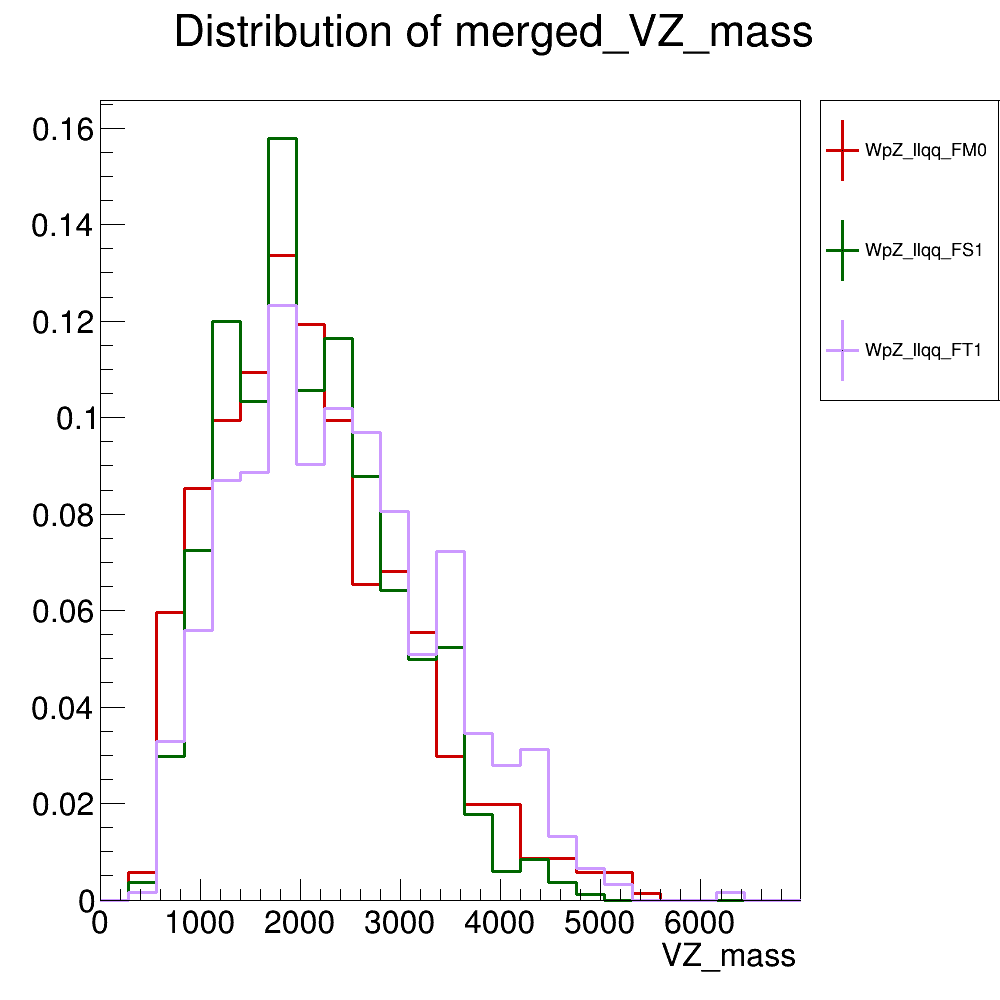 Distribution of merged_VZ_mass
WpZ_llqq_FM0
WpZ_llqq_FS1
WpZ_llqq_FT1
0.16
0.14
0.12
0.1
0.08
0.06
0.04
0.02
0
0 1000 2000 3000 4000 5000 6000
VZ_mass